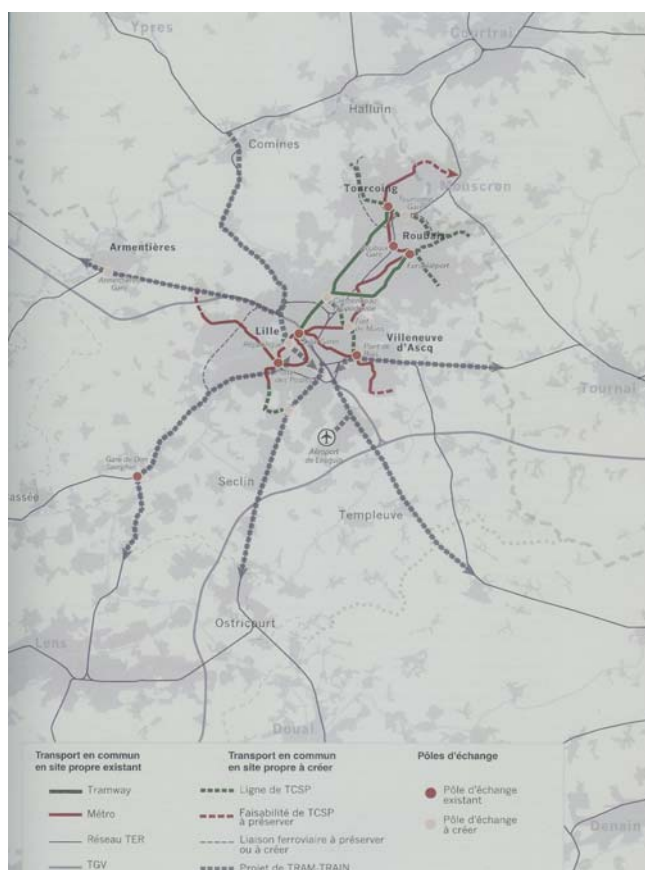 Ypres
Courtrai
Halluin
Comines
Tourcoing
Mouscron
Armentières
Roubaix
Gare
Eurotéléport
Lille
Villeneuve
d'Ascq
Tournai
Aéroport
de Lesquin
Seclin
assée
Templeuve
Ostricourt
Lens
Douai
Denain
Transport en commun
en site propre existant
Tramway
Métro
Réseau TER
TGV
Transport en commun
en site propre à créer
Ligne de TCSP
Faisabilité de TCSP
à préserver
Liaison ferroviaire à préserver
ou à créer
Projet de TRAM-TRAIN
Pôles d'échange
Pôle d'échange
existant
Pôle d'échange
à créer